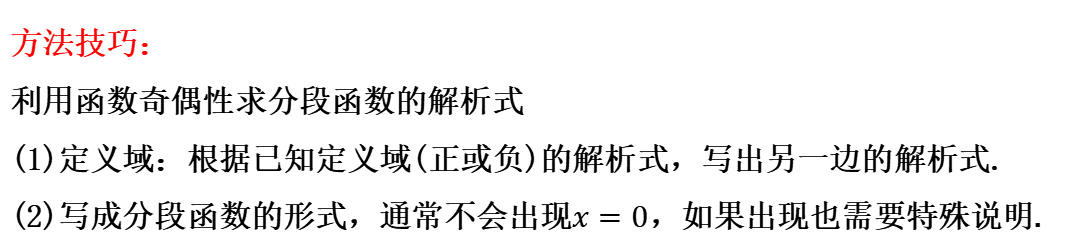 方法技巧：
利用函数奇偶性求分段函数的解析式
(1)定义域：根据已知定义域(正或负)的解析式，写出另一边的解析式.
(2)写成分段函数的形式，通常不会出现x = 0，如果出现也需要特殊说明.